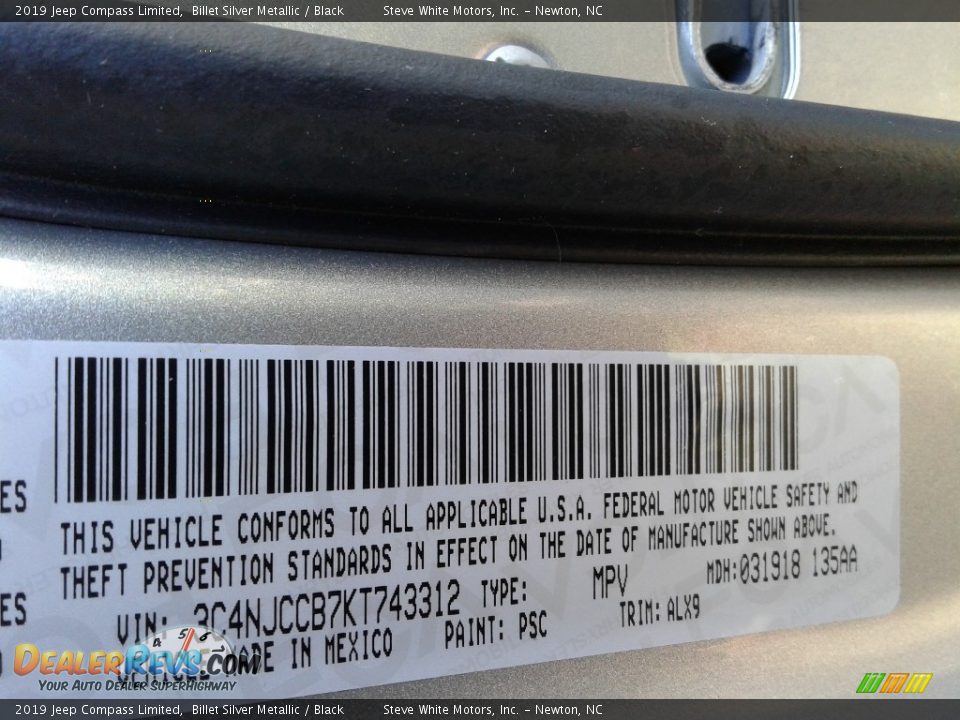 2019 Jeep Compass Limited, Billet Silver Metallic / Black Steve White Motors, Inc. - Newton, NC
ES
THIS VEHICLE CONFORMS TO ALL APPLICABLE U.S.A. FEDERAL MOTOR VEHICLE SAFETY AND
THEFT PREVENTION STANDARDS IN EFFECT ON THE DATE OF MANUFACTURE SHOWN ABOVE.
ES
VIN: 3C4NJCCB7KT743312 TYPE: MPV MDH:031918 135AA
VEHICLE MADE IN MEXICO PAINT: PSC TRIM: ALX9
DEALERREVS.COM
YOUR AUTO DEALER SUPERHIGHWAY
2019 Jeep Compass Limited, Billet Silver Metallic / Black Steve White Motors, Inc. - Newton, NC